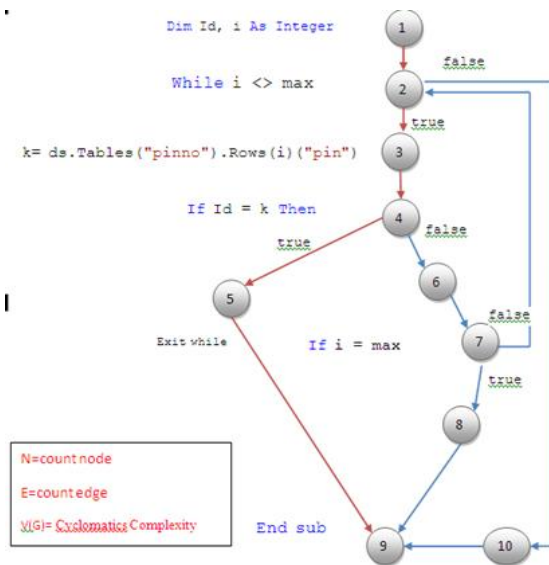 Dim Id, i As Integer
1
false
While i <> max
2
true
k= ds.Tables("pinno").Rows(i)("pin")
3
If Id = k Then
4
true
false
6
5
false
Exit while
If i = max
7
true
8
N=count node
E=count edge
V(G)= Cyclomatics Complexity
End sub
9
10